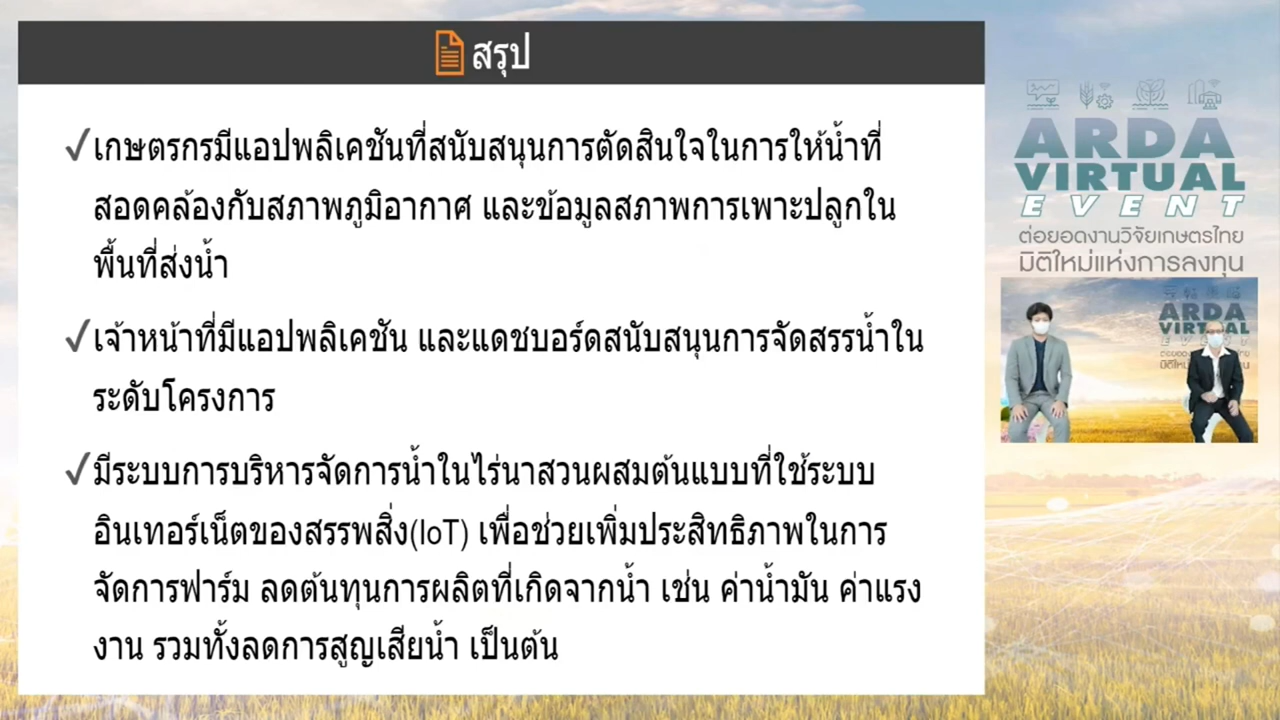 สรุป
✓เกษตรกรมีแอปพลิเคชันที่สนับสนุนการตัดสินใจในการให้น้ำที่
สอดคล้องกับสภาพภูมิอากาศ และข้อมูลสภาพการเพาะปลูกใน
พื้นที่ส่งน้ำ
✓เจ้าหน้าที่มีแอปพลิเคชัน และแดชบอร์ดสนับสนุนการจัดสรรน้ำใน
ระดับโครงการ
✓มีระบบการบริหารจัดการน้ำในไร่นาสวนผสมต้นแบบที่ใช้ระบบ
อินเทอร์เน็ตของสรรพสิ่ง(IoT) เพื่อช่วยเพิ่มประสิทธิภาพในการ
จัดการฟาร์ม ลดต้นทุนการผลิตที่เกิดจากน้ำ เช่น ค่าน้ำมัน ค่าแรง
งาน รวมทั้งลดการสูญเสียน้ำ เป็นต้น
ARDA
VIRTUAL
EVENT
ต่อยอดงานวิจัยเกษตรไทย
มิติใหม่แห่งการลงทุน
ARDA
VIRTUAL